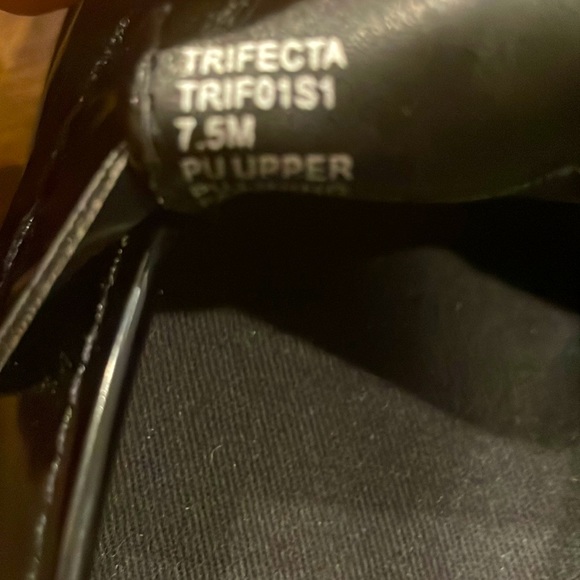 TRIFECTA
TRIF01S1
7.5M
PU UPPER